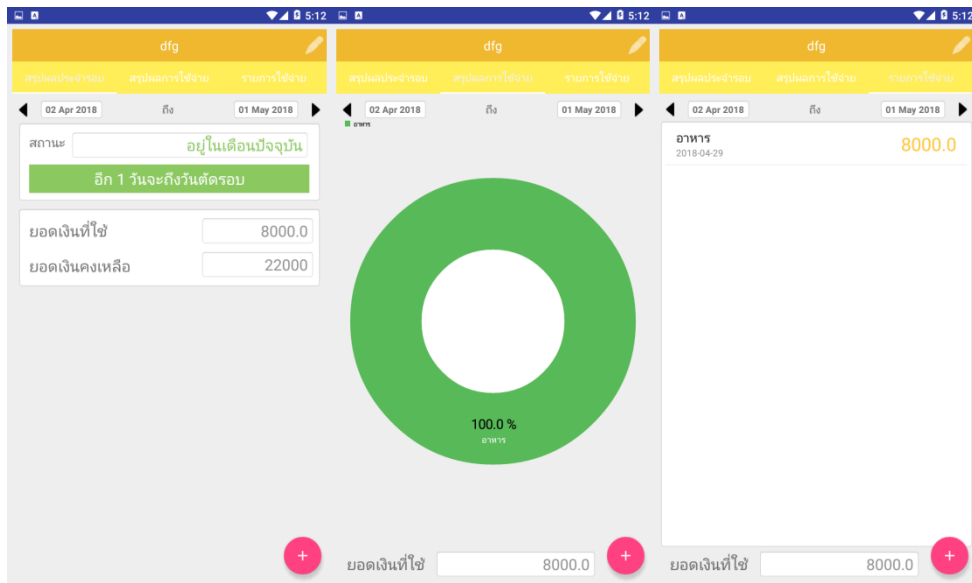 5:12
dfg
สรุปผลประจำรอบ สรุปผลการใช้จ่าย รายการใช้จ่าย
02 Apr 2018 ถึง 01 May 2018
สถานะ อยู่ในเดือนปัจจุบัน
อีก 1 วันจะถึงวันตัดรอบ
ยอดเงินที่ใช้ 8000.0
ยอดเงินคงเหลือ 22000
+
5:12
dfg
สรุปผลประจำรอบ สรุปผลการใช้จ่าย รายการใช้จ่าย
02 Apr 2018 ถึง 01 May 2018
อาหาร
100.0 %
อาหาร
ยอดเงินที่ใช้ 8000.0 +
5:12
dfg
สรุปผลประจำรอบ สรุปผลการใช้จ่าย รายการใช้จ่าย
02 Apr 2018 ถึง 01 May 2018
อาหาร 8000.0
2018-04-29
ยอดเงินที่ใช้ 8000.0 +